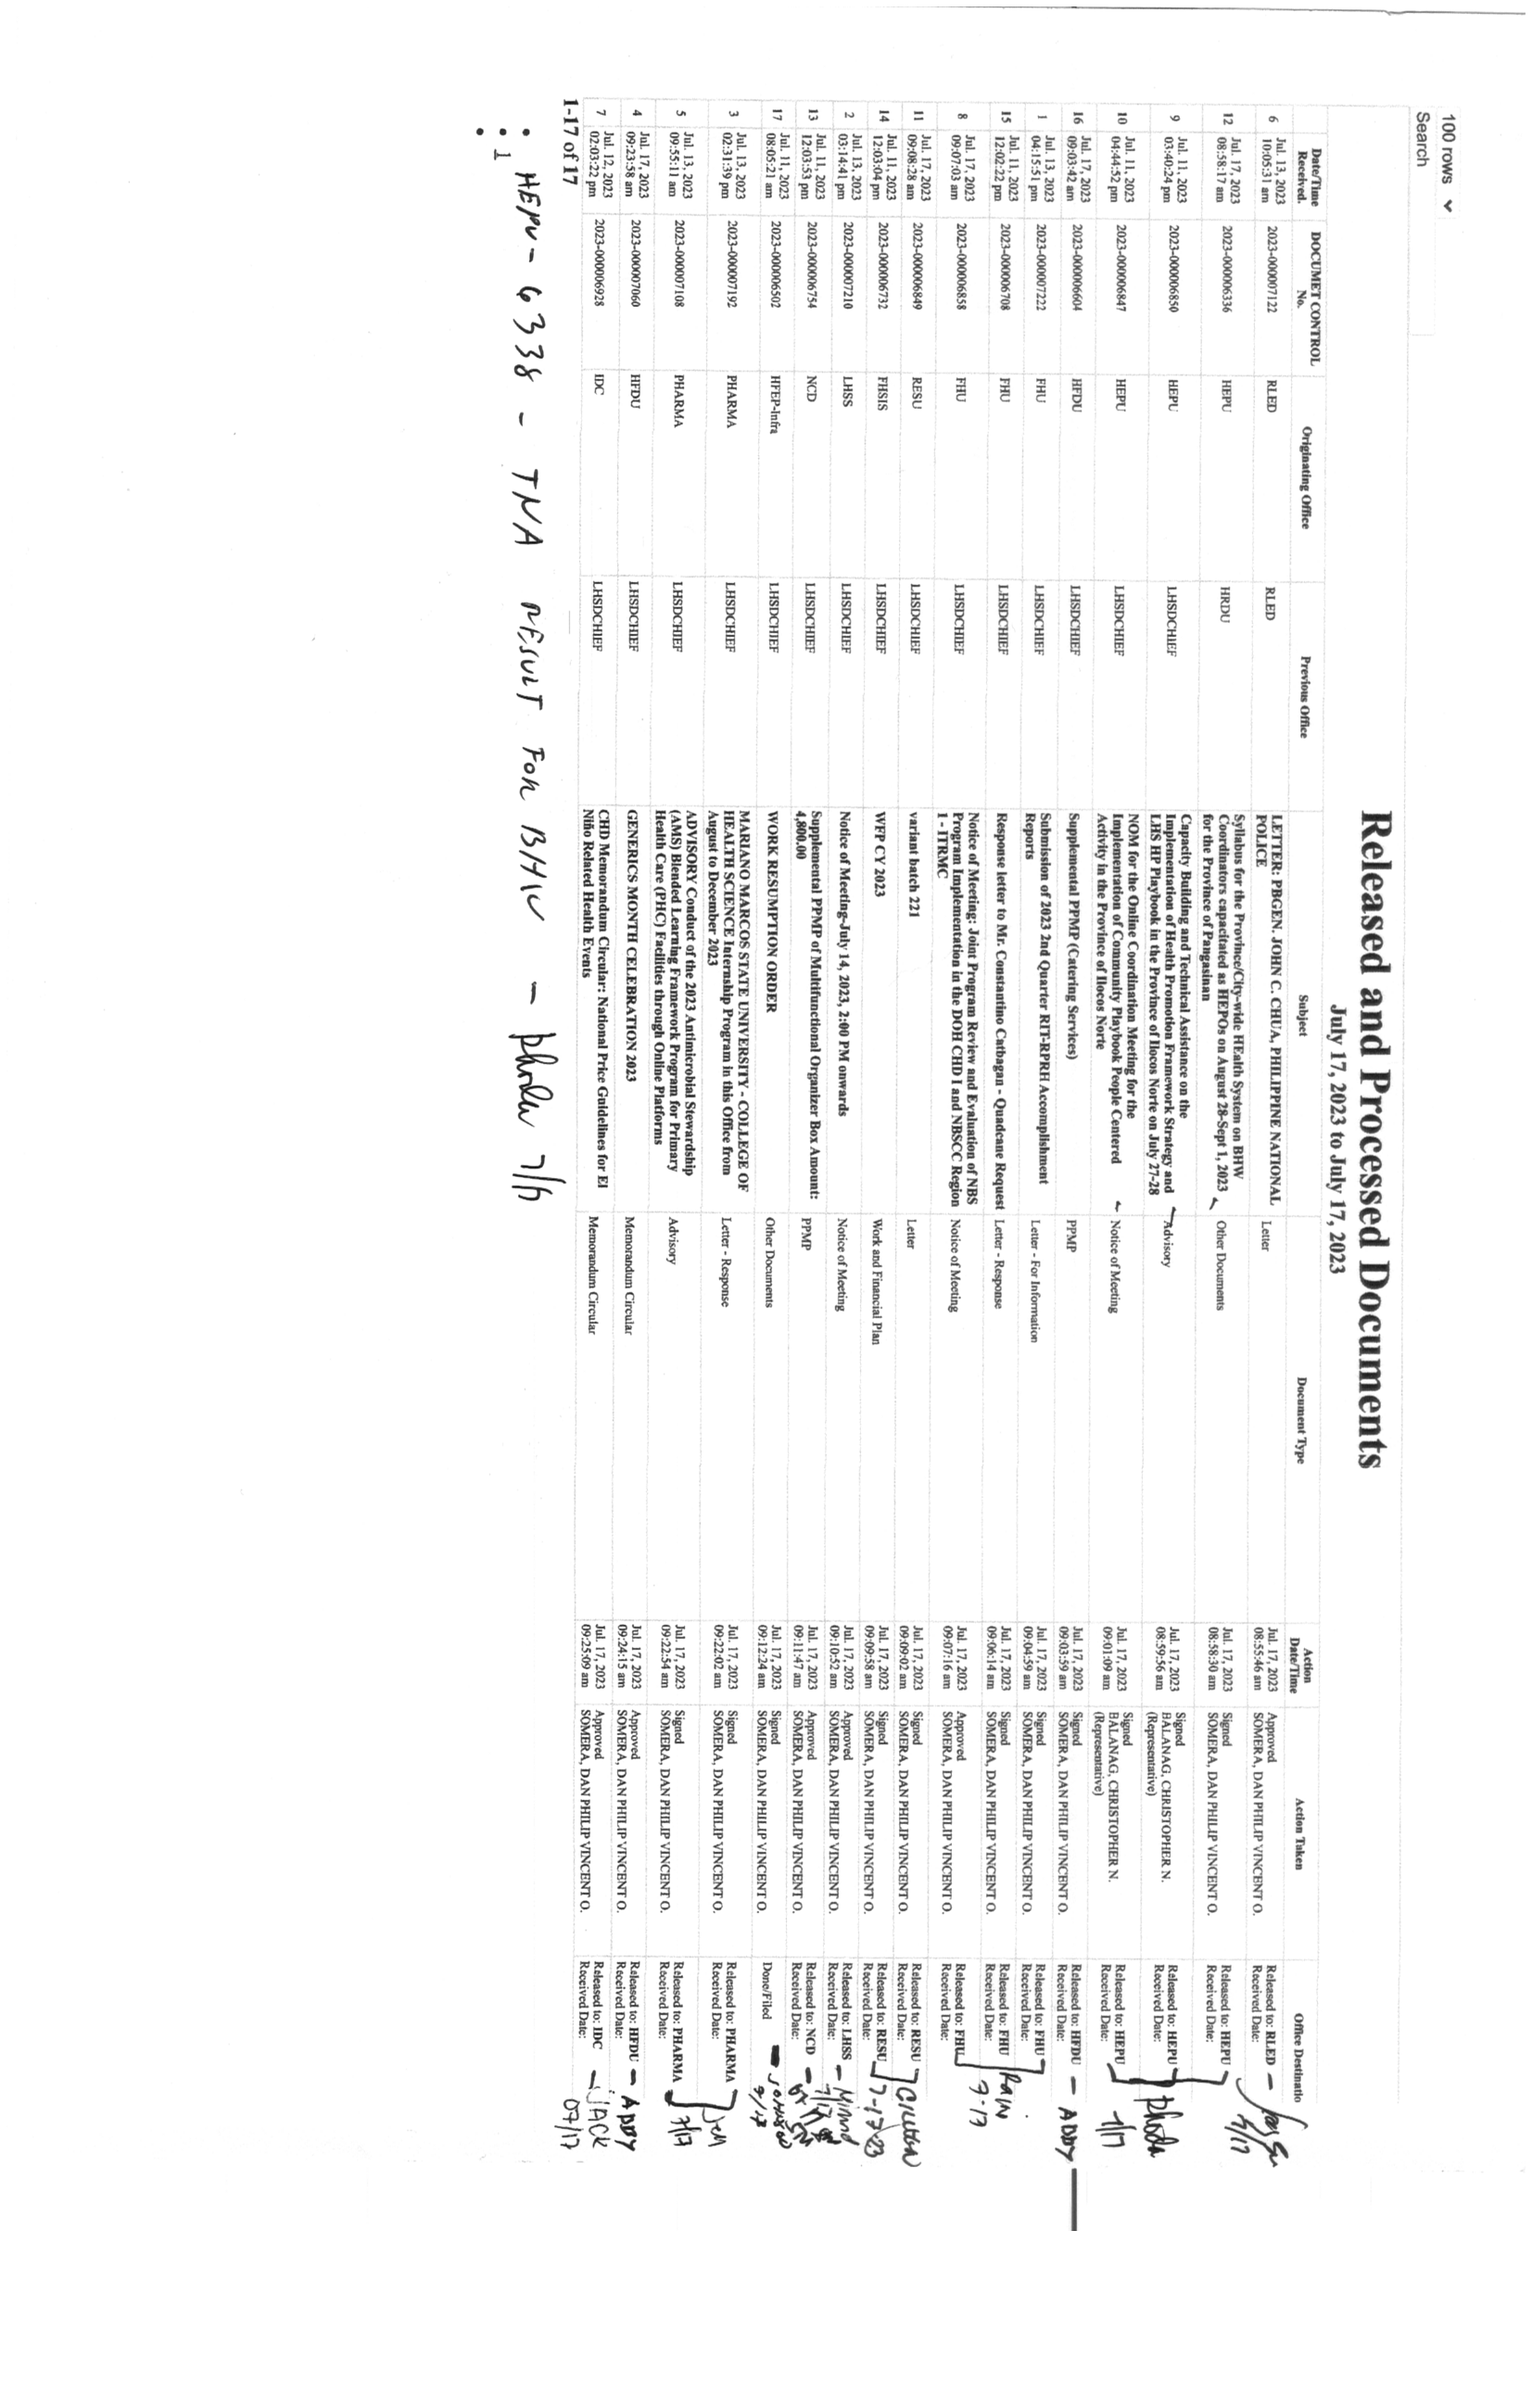 100 rows
Search
Released and Processed Documents
July 17, 2023 to July 17, 2023
Date/Time Received. DOCUMET CONTROL No. Originating Office Previous Office Subject Document Type Action Date/Time Action Taken Office Destinatio
6 Jul. 13, 2023 2023-000007122 RLED RLED LETTER: PBGEN. JOHN C. CHUA, PHILIPPINE NATIONAL Letter Jul. 17, 2023 Approved Released to: RLED -
10:05:31 am POLICE 08:55:46 am SOMERA, DAN PHILIP VINCENT O. Received Date:
12 Jul. 17, 2023 2023-000006336 HEPU HRDU Syllabus for the Province/City-wide HEalth System on BHW Other Documents Jul. 17, 2023 Signed Released to: HEPU
08:58:17 am Coordinators capacitated as HEPOs on August 28-Sept 1, 2023 08:58:30 am SOMERA, DAN PHILIP VINCENT O. Received Date:
for the Province of Pangasinan
9 Jul. 11, 2023 2023-000006850 HEPU LHSDCHIEF Capacity Building and Technical Assistance on the Advisory Jul. 17, 2023 Signed Released to: HEPU
03:40:24 pm Implementation of Health Promotion Framework Strategy and 08:59:56 am BALANAG, CHRISTOPHER N. Received Date:
LHS HP Playbook in the Province of Ilocos Norte on July 27-28 (Representative)
10 Jul. 11, 2023 2023-000006847 HEPU LHSDCHIEF NOM for the Online Coordination Meeting for the Notice of Meeting Jul. 17, 2023 Signed Released to: HEPU
04:44:52 pm Implementation of Community Playbook People Centered 09:01:09 am BALANAG, CHRISTOPHER N. Received Date: 7/17
Activity in the Province of Ilocos Norte (Representative)
16 Jul. 17, 2023 2023-000006604 HFDU LHSDCHIEF Supplemental PPMP (Catering Services) PPMP Jul. 17, 2023 Signed Released to: HFDU - ADDY
09:03:42 am 09:03:59 am SOMERA, DAN PHILIP VINCENT O. Received Date:
1 Jul. 13, 2023 2023-000007222 FHU LHSDCHIEF Submission of 2023 2nd Quarter RIT-RPRH Accomplishment Letter - For Information Jul. 17, 2023 Signed Released to: FHU
04:15:51 pm Reports 09:04:59 am SOMERA, DAN PHILIP VINCENT O. Received Date:
15 Jul. 11, 2023 2023-000006708 FHU LHSDCHIEF Response letter to Mr. Constantino Cutbagan - Quadcane Request Letter - Response Jul. 17, 2023 Signed Released to: FHU
12:02:22 pm 09:06:14 am SOMERA, DAN PHILIP VINCENT O. Received Date:
8 Jul. 17, 2023 2023-000006858 FHU LHSDCHIEF Notice of Meeting: Joint Program Review and Evaluation of NBS Notice of Meeting Jul. 17, 2023 Approved Released to: FHU 7-17
09:07:03 am Program Implementation in the DOH CHD I and NBSCC Region 09:07:16 am SOMERA, DAN PHILIP VINCENT O. Received Date:
1 - ITRMC
11 Jul. 17, 2023 2023-000006849 RESU LHSDCHIEF variant batch 221 Letter Jul. 17, 2023 Signed Released to: RESU
09:08:28 am 09:09:02 am SOMERA, DAN PHILIP VINCENT O. Received Date:
14 Jul. 11, 2023 2023-000006732 FHSIS LHSDCHIEF WFP CY 2023 Work and Financial Plan Jul. 17, 2023 Signed Released to: RESU 7-17-23
12:03:04 pm 09:09:58 am SOMERA, DAN PHILIP VINCENT O. Received Date:
2 Jul. 13, 2023 2023-000007210 LHSS LHSDCHIEF Notice of Meeting-July 14, 2023, 2:00 PM onwards Notice of Meeting Jul. 17, 2023 Approved Released to: LHSS -
03:14:41 pm 09:10:52 am SOMERA, DAN PHILIP VINCENT O. Received Date: 7/17
13 Jul. 11, 2023 2023-000006754 NCD LHSDCHIEF Supplemental PPMP of Multifunctional Organizer Box Amount: PPMP Jul. 17, 2023 Approved Released to: NCD -
12:03:53 pm 4,800.00 09:11:47 am SOMERA, DAN PHILIP VINCENT O. Received Date:
17 Jul. 11, 2023 2023-000006502 HFEP-Infra LHSDCHIEF WORK RESUMPTION ORDER Other Documents Jul. 17, 2023 Signed Done/Filed -
08:05:21 am 09:12:24 am SOMERA, DAN PHILIP VINCENT O.
3 Jul. 13, 2023 2023-000007192 PHARMA LHSDCHIEF MARIANO MARCOS STATE UNIVERSITY - COLLEGE OF Letter - Response Jul. 17, 2023 Signed Released to: PHARMA
02:31:39 pm HEALTH SCIENCE Internship Program in this Office from 09:22:02 am SOMERA, DAN PHILIP VINCENT O. Received Date:
August to December 2023
5 Jul. 13, 2023 2023-000007108 PHARMA LHSDCHIEF ADVISORY Conduct of the 2023 Antimicrobial Stewardship Advisory Jul. 17, 2023 Signed Released to: PHARMA 7/17
09:55:11 am (AMS) Blended Learning Framework Program for Primary 09:22:54 am SOMERA, DAN PHILIP VINCENT O. Received Date:
Health Care (PHC) Facilities through Online Platforms
4 Jul. 17, 2023 2023-000007060 HFDU LHSDCHIEF GENERICS MONTH CELEBRATION 2023 Memorandum Circular Jul. 17, 2023 Approved Released to: HFDU - ADDY
09:23:58 am 09:24:15 am SOMERA, DAN PHILIP VINCENT O. Received Date:
7 Jul. 12, 2023 2023-000006928 IDC LHSDCHIEF CHD Memorandum Circular: National Price Guidelines for El Memorandum Circular Jul. 17, 2023 Approved Released to: IDC - JACK
02:03:22 pm Niño Related Health Events 09:25:09 am SOMERA, DAN PHILIP VINCENT O. Received Date: 07/17
1-17 of 17
HEPU - 6338 - TNA RESULT FOR BHW -
1